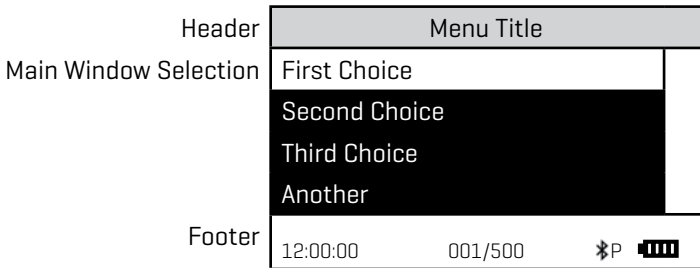 Header Menu Title
Main Window Selection First Choice
Second Choice
Third Choice
Another
Footer 12:00:00 001/500 P